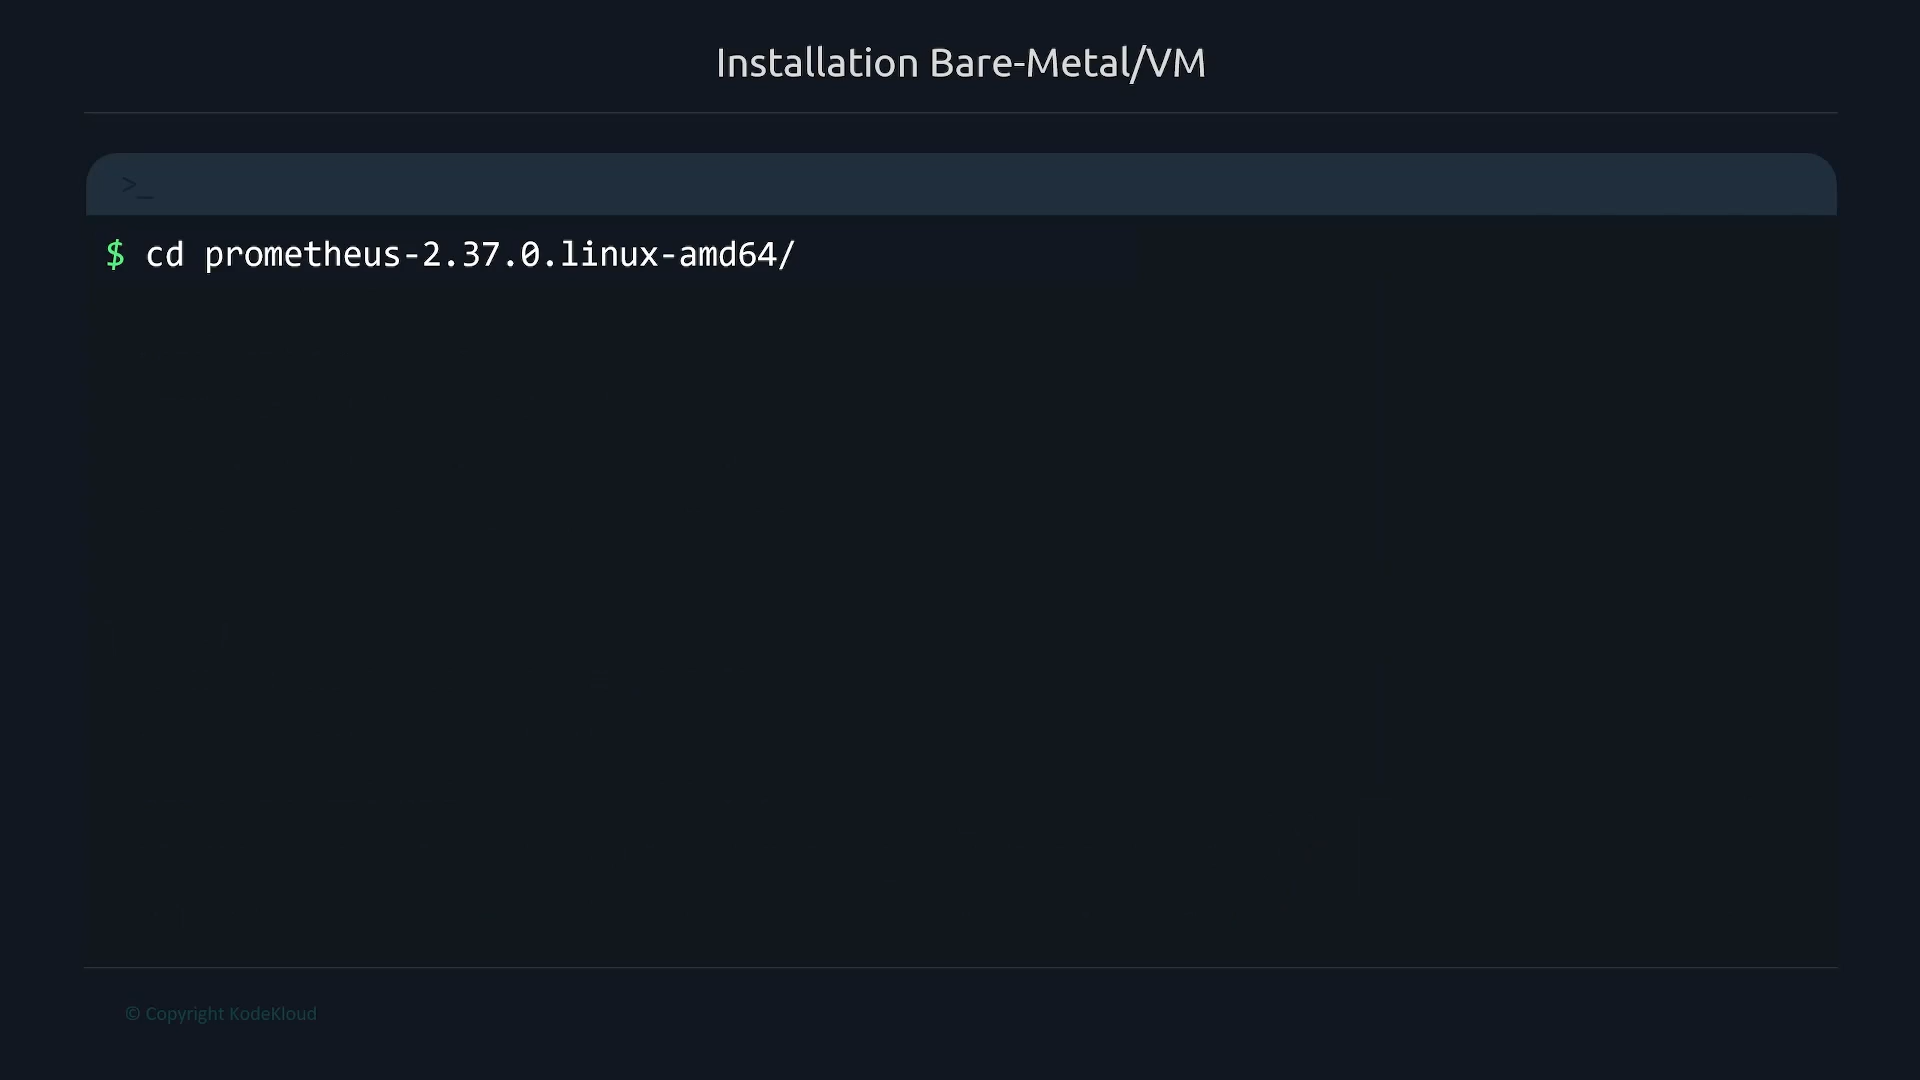 Installation Bare-Metal/VM
>_
$ cd prometheus-2.37.0.linux-amd64/
© Copyright KodeKloud